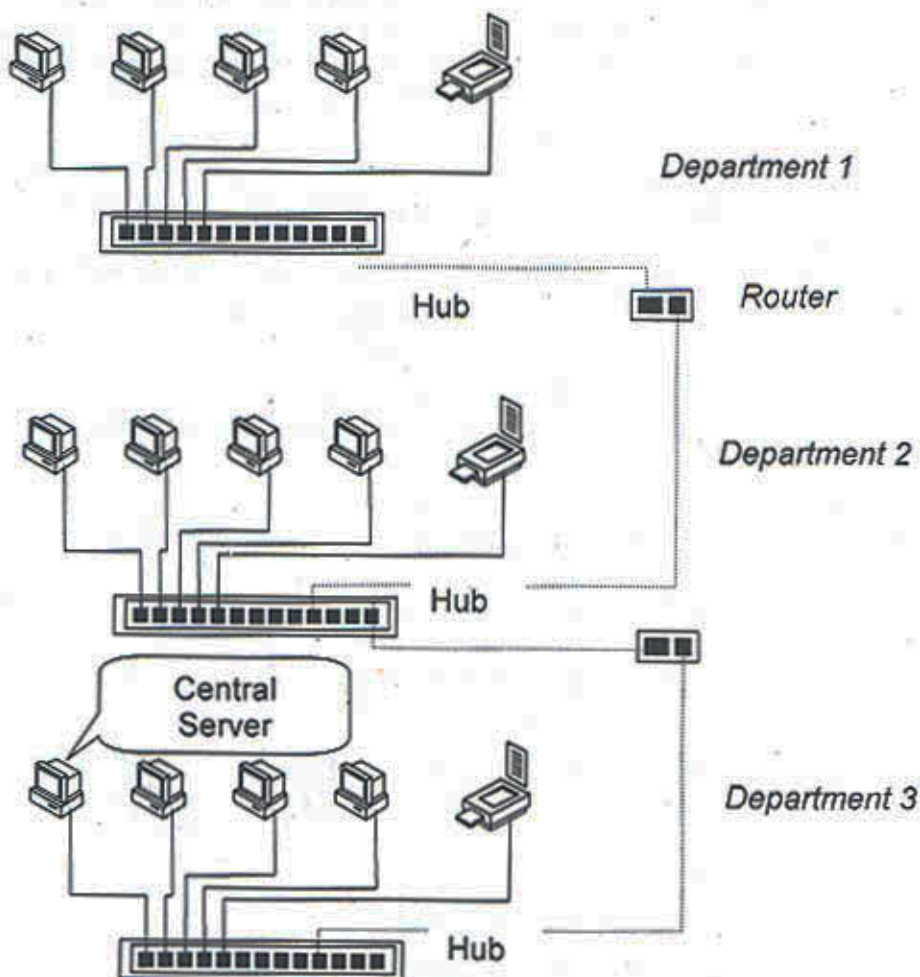 Department 1
Hub
Router
Department 2
Hub
Central
Server
Department 3
Hub